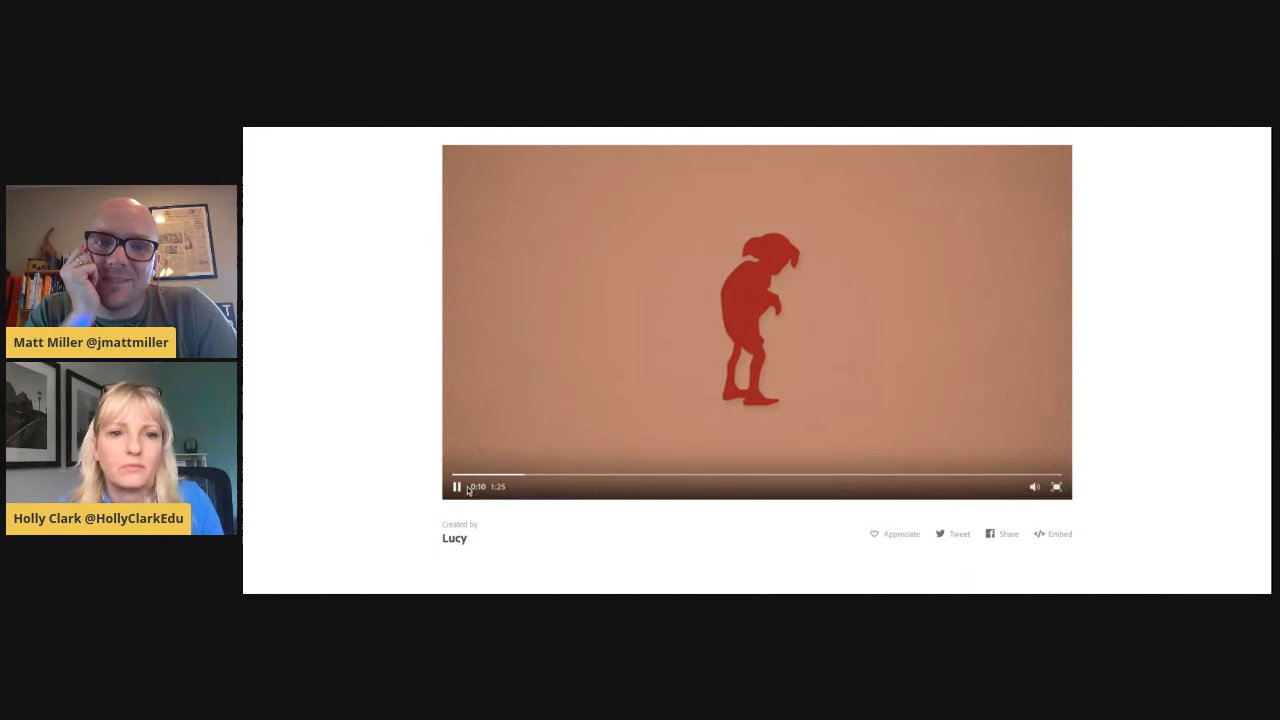 Matt Miller @jmattmiller
Holly Clark @HollyClarkEdu
0:10 1:25
Created by
Lucy
Appreciate
Tweet
Share
Embed